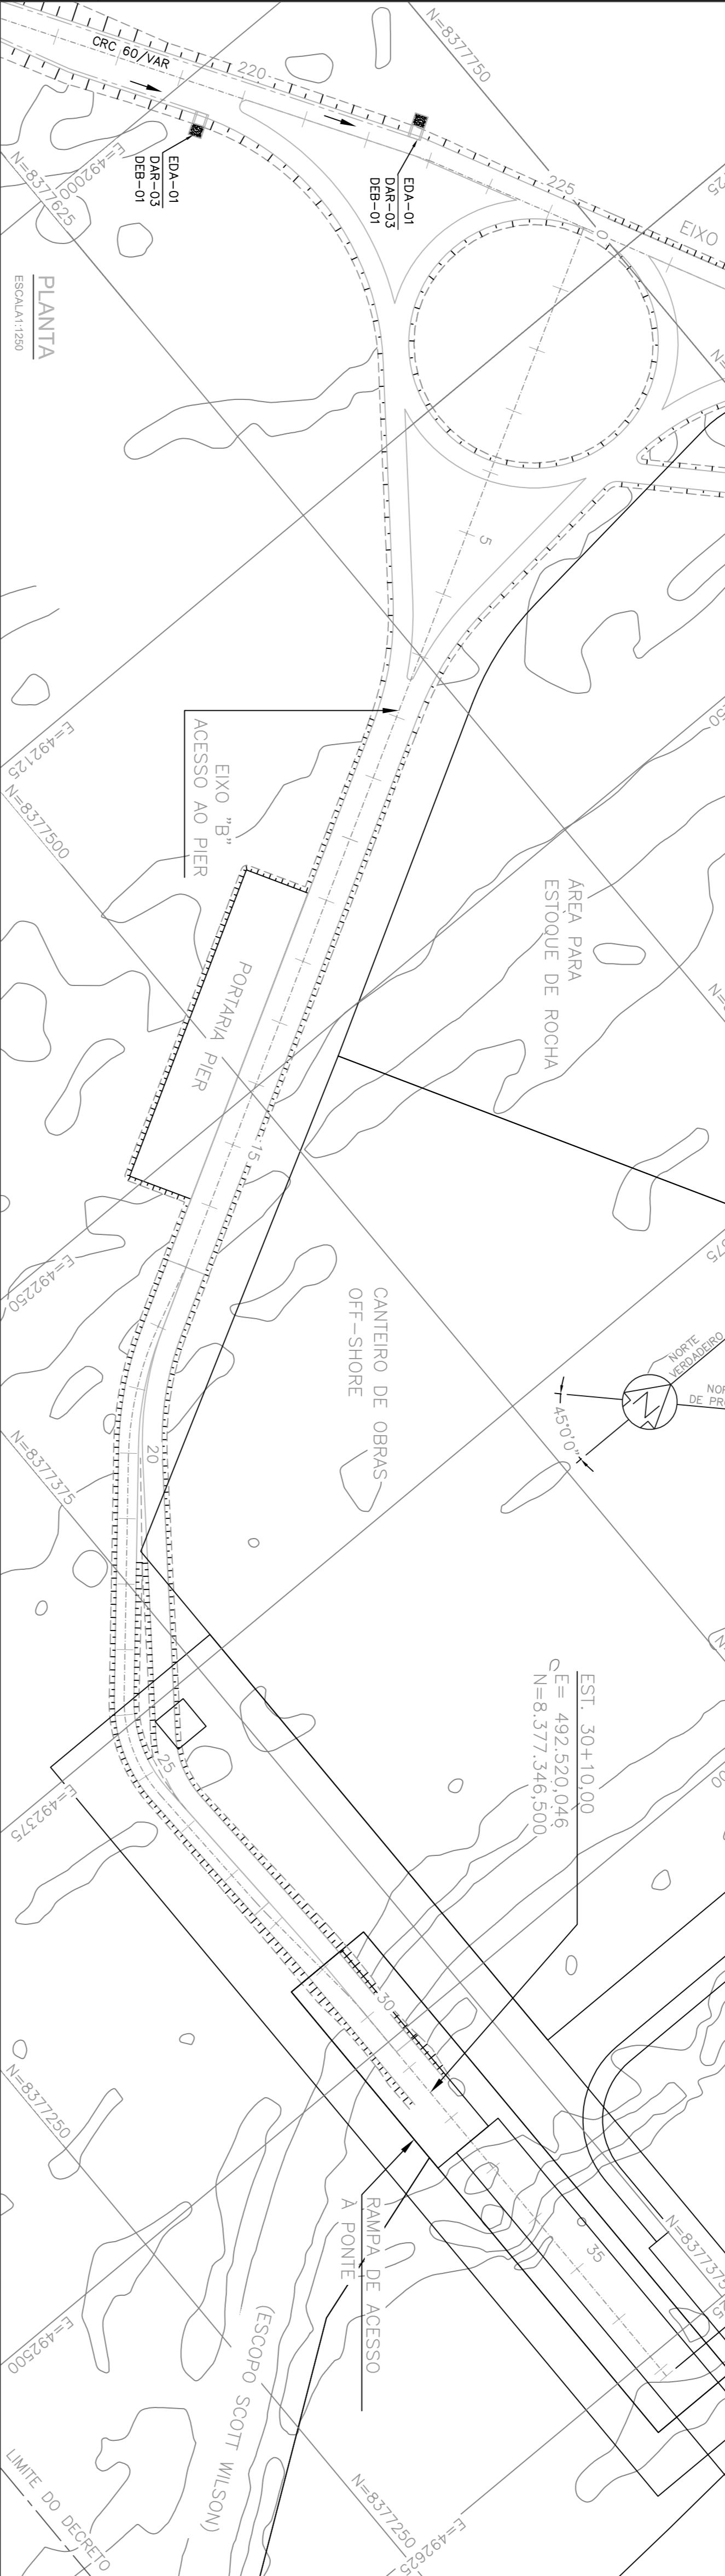 N=8377750
CRC 60/VAR
220
225
EIXO
0
EDA-01
DAR-03
DEB-01
EDA-01
DAR-03
DEB-01
E=492000
N=8377625
PLANTA
ESCALA1:1250
5
EIXO "B"
ACESSO AO PIER
E=492125
N=8377500
ÁREA PARA
ESTOQUE DE ROCHA
PORTARIA PIER
15
E=492250
CANTEIRO DE OBRAS
OFF-SHORE
NORTE
VERDADEIRO
45°0'0"
20
N=8377375
EST. 30+10,00
E= 492.520,046
N=8.377.346,500
25
E=492375
30
N=8377250
35
N=8377375
RAMPA DE ACESSO
À PONTE
(ESCOPO SCOTT WILSON)
E=492500
N=8377250
E=492625
LIMITE DO DECRETO